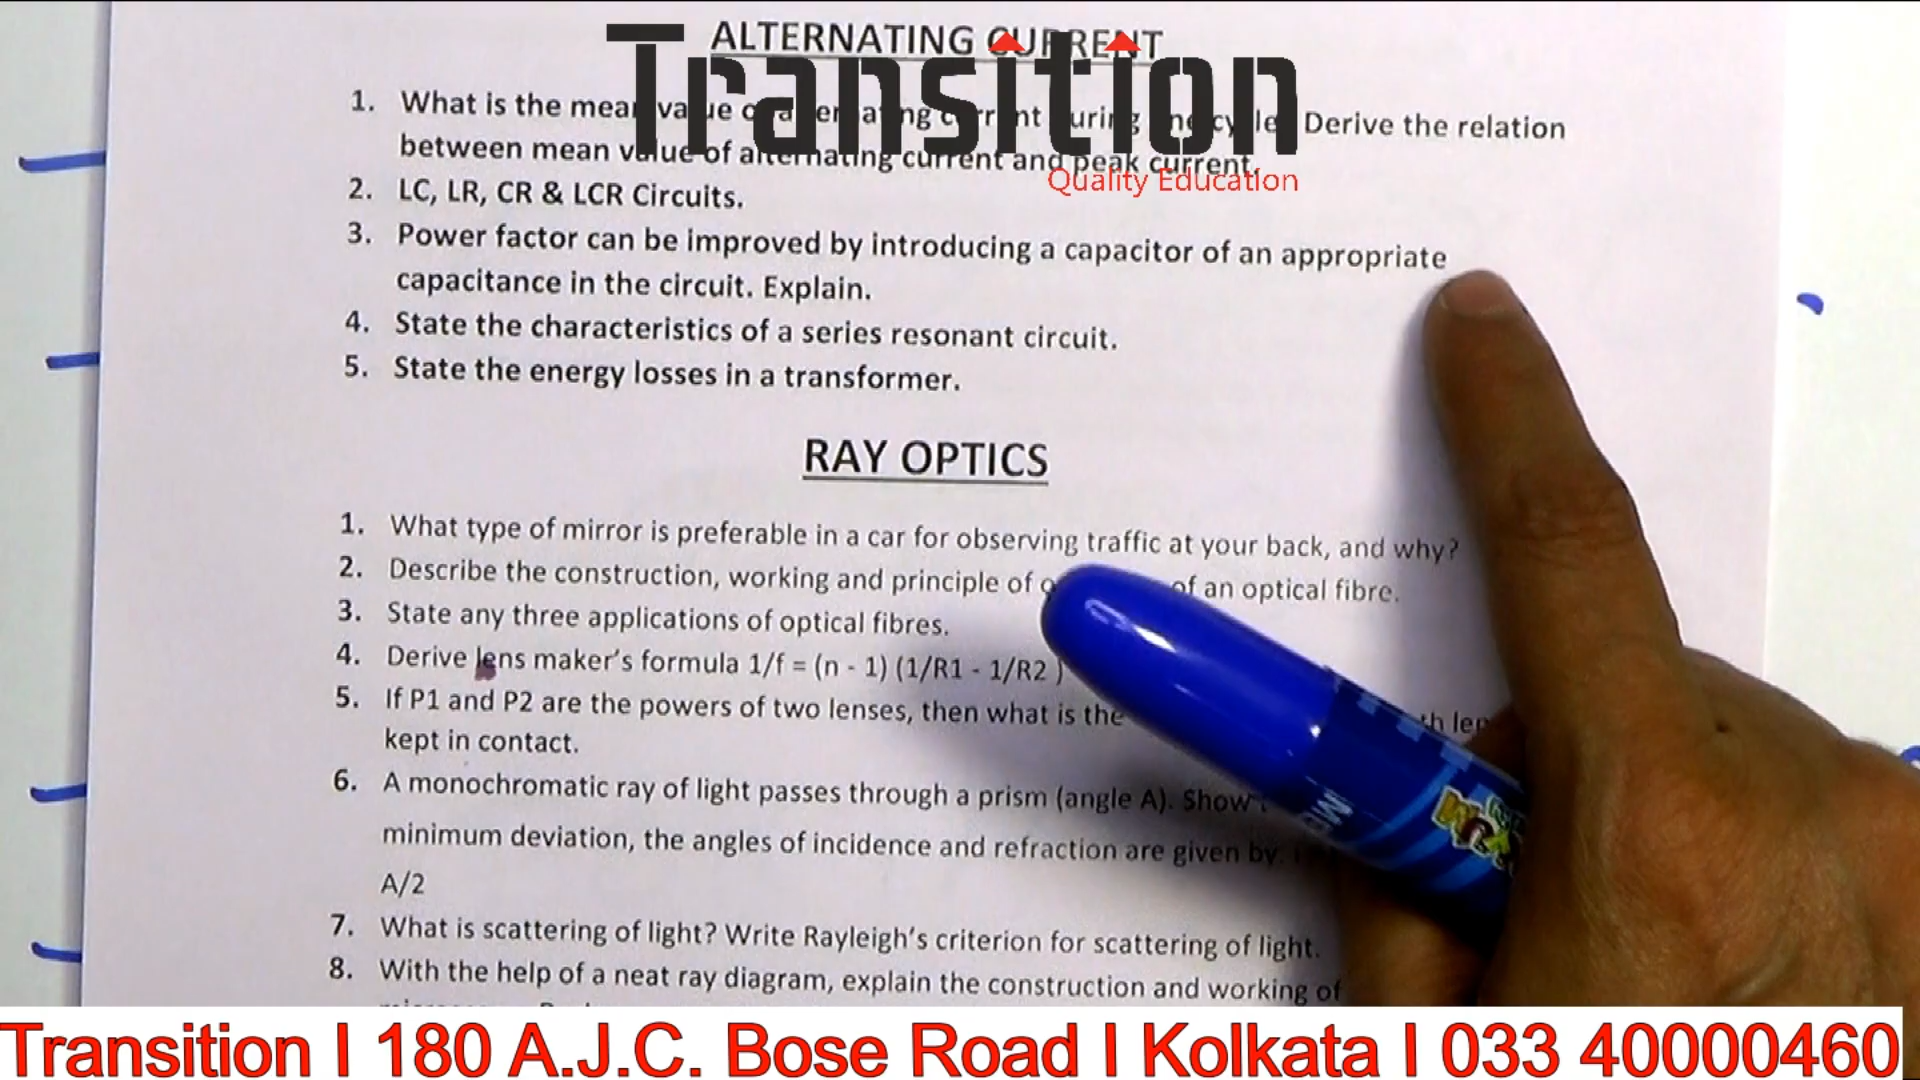 ALTERNATING CURRENT
Transition
Quality Education
1. What is the mean value of alternating current during one cycle. Derive the relation
between mean value of alternating current and peak current.
2. LC, LR, CR & LCR Circuits.
3. Power factor can be improved by introducing a capacitor of an appropriate
capacitance in the circuit. Explain.
4. State the characteristics of a series resonant circuit.
5. State the energy losses in a transformer.
RAY OPTICS
1. What type of mirror is preferable in a car for observing traffic at your back, and why?
2. Describe the construction, working and principle of of an optical fibre.
3. State any three applications of optical fibres.
4. Derive lens maker's formula 1/f = (n - 1) (1/R1 - 1/R2 )
5. If P1 and P2 are the powers of two lenses, then what is the
kept in contact.
6. A monochromatic ray of light passes through a prism (angle A). Show
minimum deviation, the angles of incidence and refraction are given by
A/2
7. What is scattering of light? Write Rayleigh's criterion for scattering of light.
8. With the help of a neat ray diagram, explain the construction and working of
Transition I 180 A.J.C. Bose Road I Kolkata I 033 40000460